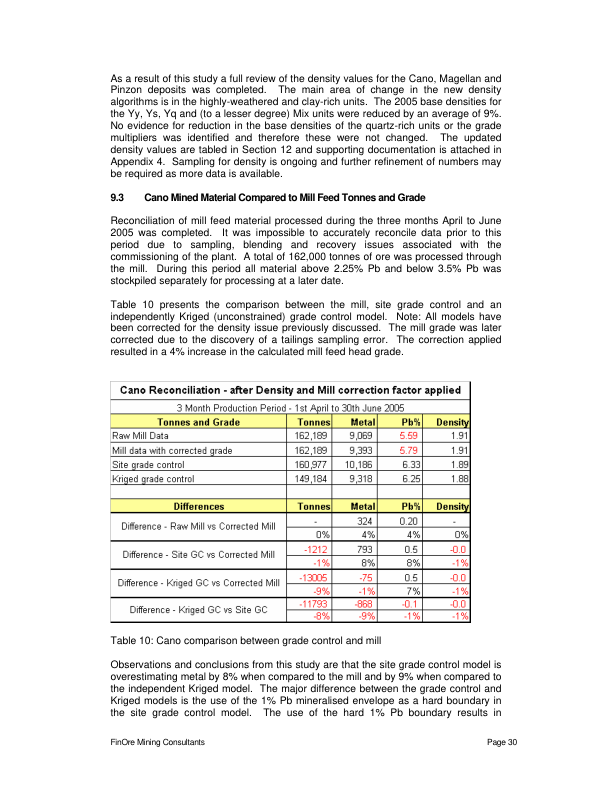 As a result of this study a full review of the density values for the Cano, Magellan and
Pinzon deposits was completed.  The main area of change in the new density
algorithms is in the highly-weathered and clay-rich units.  The 2005 base densities for
the Yy, Ys, Yq and (to a lesser degree) Mix units were reduced by an average of 9%.
No evidence for reduction in the base densities of the quartz-rich units or the grade
multipliers was identified and therefore these were not changed.  The updated
density values are tabled in Section 12 and supporting documentation is attached in
Appendix 4.  Sampling for density is ongoing and further refinement of numbers may
be required as more data is available.
9.3 Cano Mined Material Compared to Mill Feed Tonnes and Grade
Reconciliation of mill feed material processed during the three months April to June
2005 was completed.  It was impossible to accurately reconcile data prior to this
period due to sampling, blending and recovery issues associated with the
commissioning of the plant.  A total of 162,000 tonnes of ore was processed through
the mill.  During this period all material above 2.25% Pb and below 3.5% Pb was
stockpiled separately for processing at a later date.
Table 10 presents the comparison between the mill, site grade control and an
independently Kriged (unconstrained) grade control model.  Note: All models have
been corrected for the density issue previously discussed.  The mill grade was later
corrected due to the discovery of a tailings sampling error.  The correction applied
resulted in a 4% increase in the calculated mill feed head grade.
Cano Reconciliation - after Density and Mill correction factor applied
3 Month Production Period - 1st April to 30th June 2005
Tonnes and Grade Tonnes Metal Pb% Density
Raw Mill Data 162,189 9,069 5.59 1.91
Mill data with corrected grade 162,189 9,393 5.79 1.91
Site grade control 160,977 10,186 6.33 1.89
Kriged grade control 149,184 9,318 6.25 1.88
Differences Tonnes Metal Pb% Density
Difference - Raw Mill vs Corrected Mill - 324 0.20 -
0% 4% 4% 0%
Difference - Site GC vs Corrected Mill -1212 793 0.5 -0.0
-1% 8% 8% -1%
Difference - Kriged GC vs Corrected Mill -13005 -75 0.5 -0.0
-9% -1% 7% -1%
Difference - Kriged GC vs Site GC -11793 -868 -0.1 -0.0
-8% -9% -1% -1%
Table 10: Cano comparison between grade control and mill
Observations and conclusions from this study are that the site grade control model is
overestimating metal by 8% when compared to the mill and by 9% when compared to
the independent Kriged model.  The major difference between the grade control and
Kriged models is the use of the 1% Pb mineralised envelope as a hard boundary in
the site grade control model.  The use of the hard 1% Pb boundary results in
FinOre Mining Consultants Page 30